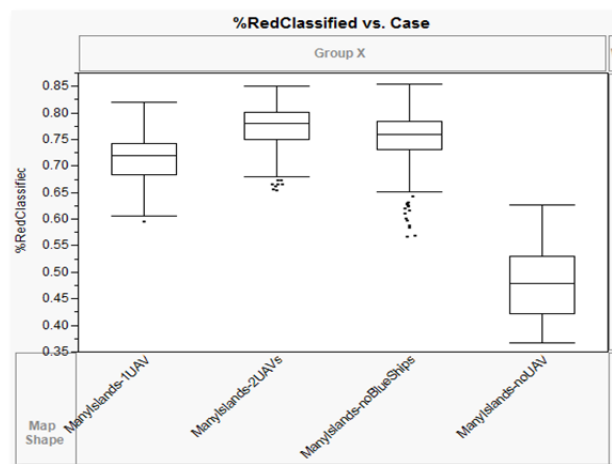 %RedClassified vs. Case
Group X
%RedClassified
0.85
0.80
0.75
0.70
0.65
0.60
0.55
0.50
0.45
0.40
0.35
ManyIslands-1UAV
ManyIslands-2UAVs
ManyIslands-noBlueShips
ManyIslands-noUAV
Map
Shape